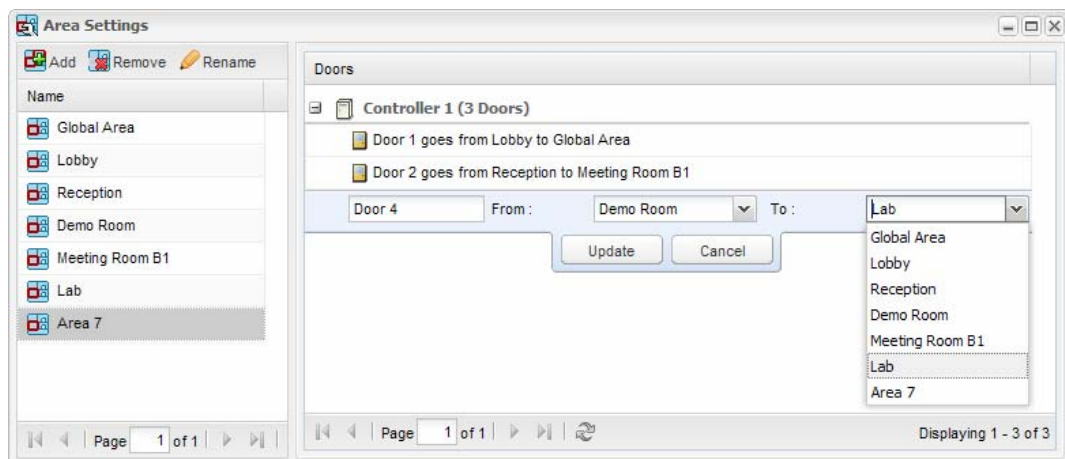 Area Settings
Add Remove Rename
Name
Global Area
Lobby
Reception
Demo Room
Meeting Room B1
Lab
Area 7
Page 1 of 1
Doors
Controller 1 (3 Doors)
Door 1 goes from Lobby to Global Area
Door 2 goes from Reception to Meeting Room B1
Door 4 From : Demo Room To : Lab
Update Cancel
Global Area
Lobby
Reception
Demo Room
Meeting Room B1
Lab
Area 7
Page 1 of 1 Displaying 1 - 3 of 3